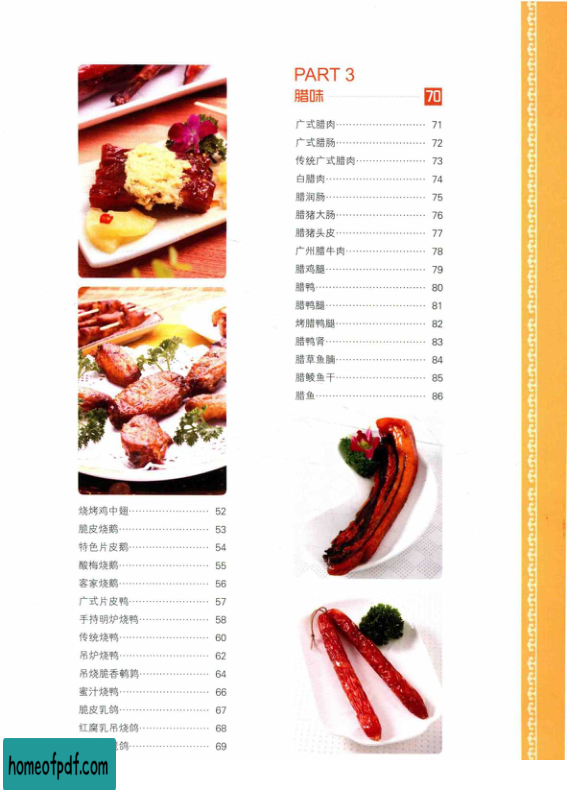 烧烤鸡中翅 52
脆皮烧鹅 53
特色片皮鹅 54
酸梅烧鹅 55
客家烧鹅 56
广式片皮鸭 57
手持明炉烧鸭 58
传统烧鸭 60
吊炉烧鸭 62
吊烧脆香鹌鹑 64
蜜汁烧鸭 66
脆皮乳鸽 67
红腐乳吊烧鸽 68
鸽 69
PART 3
腊味 70
广式腊肉 71
广式腊肠 72
传统广式腊肉 73
白腊肉 74
腊润肠 75
腊猪大肠 76
腊猪头皮 77
广州腊牛肉 78
腊鸡腿 79
腊鸭 80
腊鸭腿 81
烤腊鸭腿 82
腊鸭肾 83
腊草鱼腩 84
腊鲮鱼干 85
腊鱼 86
homeofpdf.com